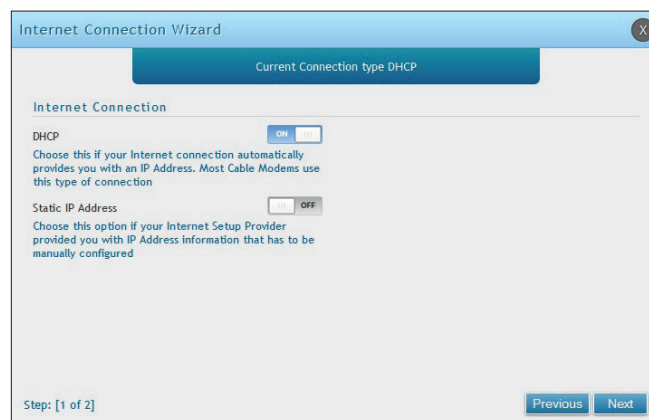 Internet Connection Wizard
X
Current Connection type DHCP
Internet Connection
DHCP
ON
Choose this if your Internet connection automatically
provides you with an IP Address. Most Cable Modems use
this type of connection
Static IP Address
OFF
Choose this option if your Internet Setup Provider
provided you with IP Address information that has to be
manually configured
Step: [1 of 2]
Previous
Next